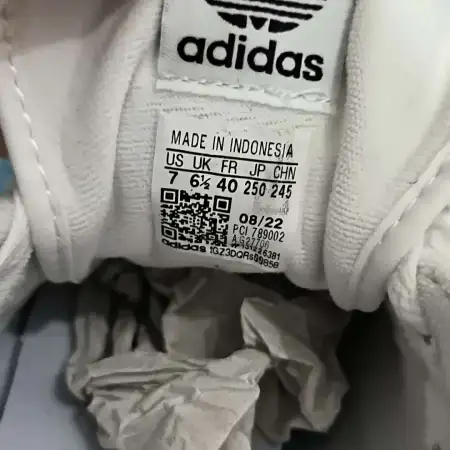 adidas
MADE IN INDONESIA
US UK FR JP CHN
7 6½ 40 250 245
08/22
PCI 789002
adidas